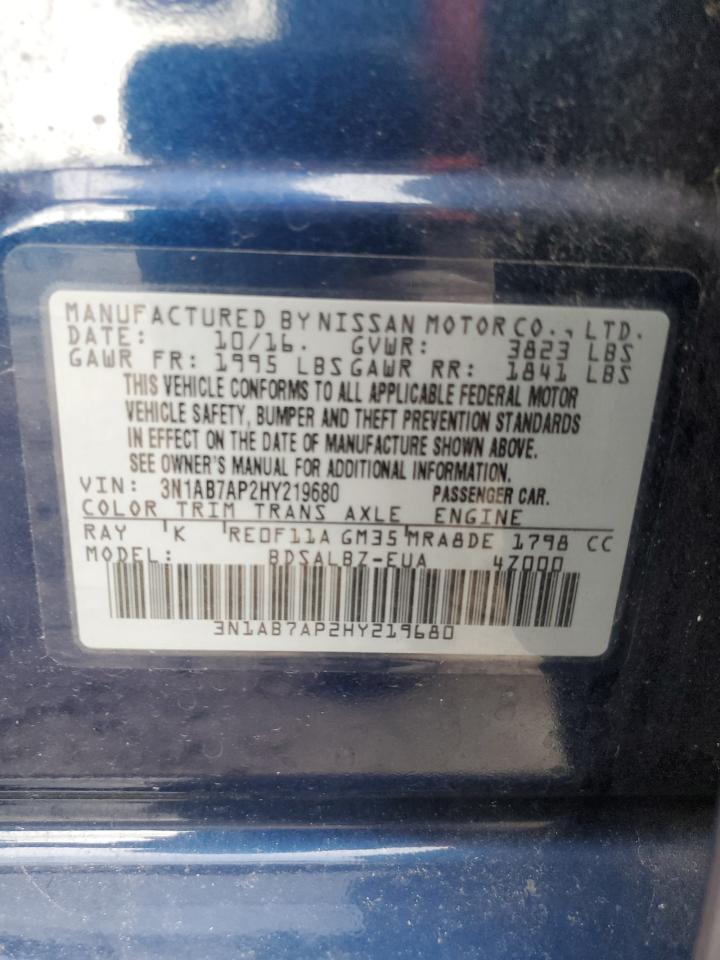 MANUFACTURED BY NISSAN MOTOR CO., LTD.
DATE: 10/16. GVWR: 3823 LBS
GAWR FR: 1995 LBS GAWR RR: 1841 LBS
THIS VEHICLE CONFORMS TO ALL APPLICABLE FEDERAL MOTOR
VEHICLE SAFETY, BUMPER AND THEFT PREVENTION STANDARDS
IN EFFECT ON THE DATE OF MANUFACTURE SHOWN ABOVE.
SEE OWNER'S MANUAL FOR ADDITIONAL INFORMATION.
VIN: 3N1AB7AP2HY219680 PASSENGER CAR.
COLOR TRIM TRANS AXLE ENGINE
RAY K RE0F11A GM35 MRA8DE 1798 CC
MODEL: BDSALBZ-EUA 47000
3N1AB7AP2HY219680